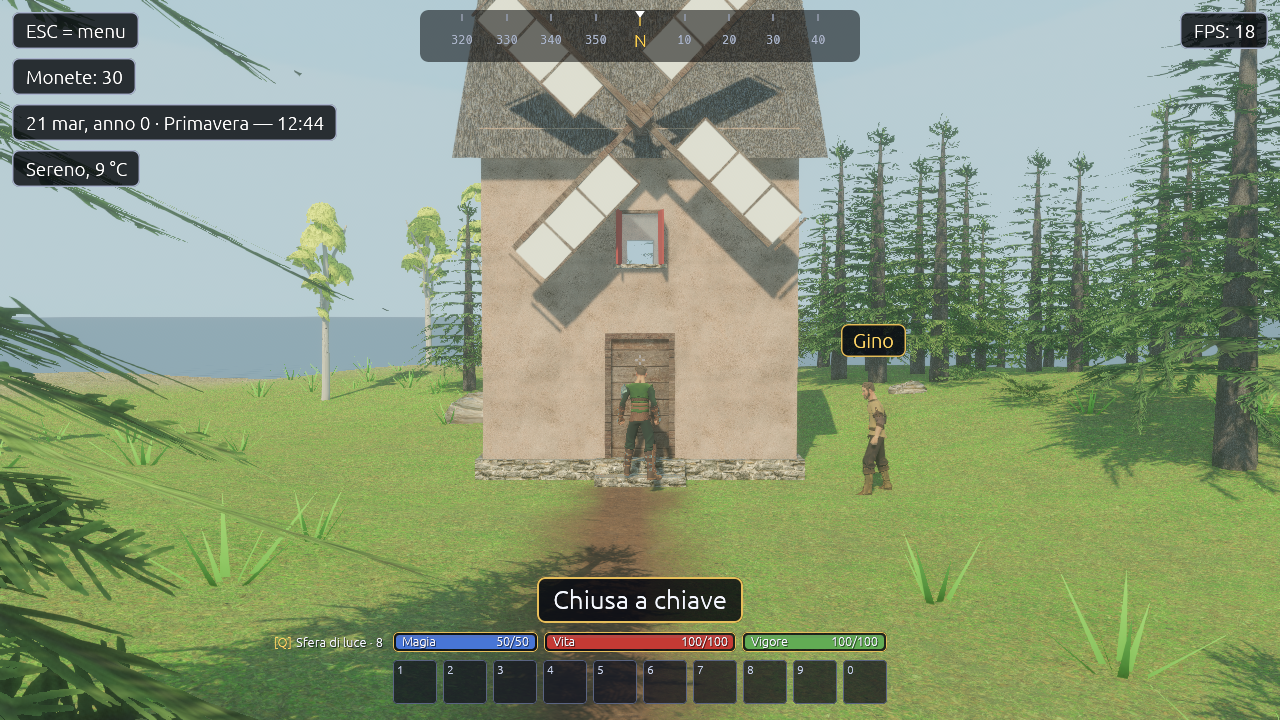 ESC = menu
Monete: 30
21 mar, anno 0 · Primavera — 12:44
Sereno, 9 °C
320 330 340 350 N 10 20 30 40
FPS: 18
Gino
Chiusa a chiave
[Q] Sfera di luce · 8
Magia 50/50
Vita 100/100
Vigore 100/100
1 2 3 4 5 6 7 8 9 0